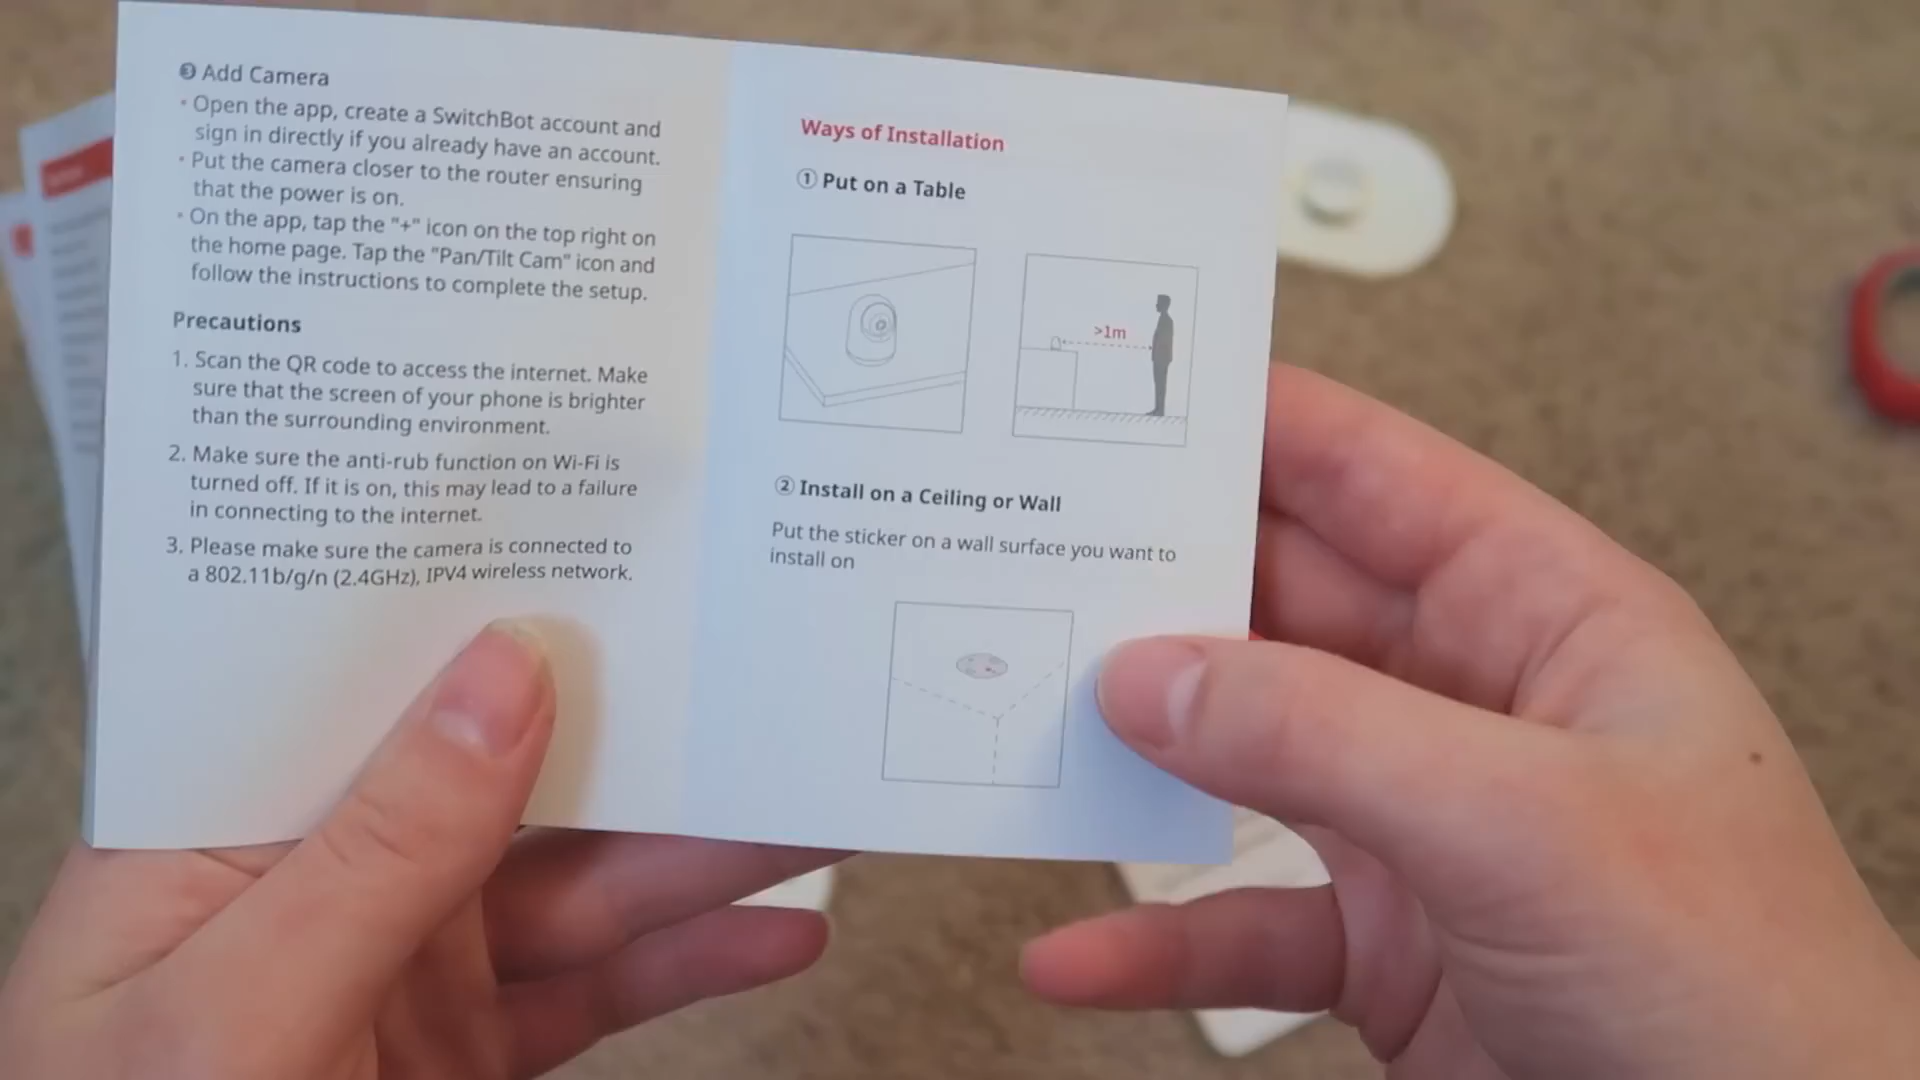 ❸ Add Camera
• Open the app, create a SwitchBot account and
sign in directly if you already have an account.
• Put the camera closer to the router ensuring
that the power is on.
• On the app, tap the "+" icon on the top right on
the home page. Tap the "Pan/Tilt Cam" icon and
follow the instructions to complete the setup.
Precautions
1. Scan the QR code to access the internet. Make
sure that the screen of your phone is brighter
than the surrounding environment.
2. Make sure the anti-rub function on Wi-Fi is
turned off. If it is on, this may lead to a failure
in connecting to the internet.
3. Please make sure the camera is connected to
a 802.11b/g/n (2.4GHz), IPV4 wireless network.
Ways of Installation
① Put on a Table
>1m
② Install on a Ceiling or Wall
Put the sticker on a wall surface you want to
install on